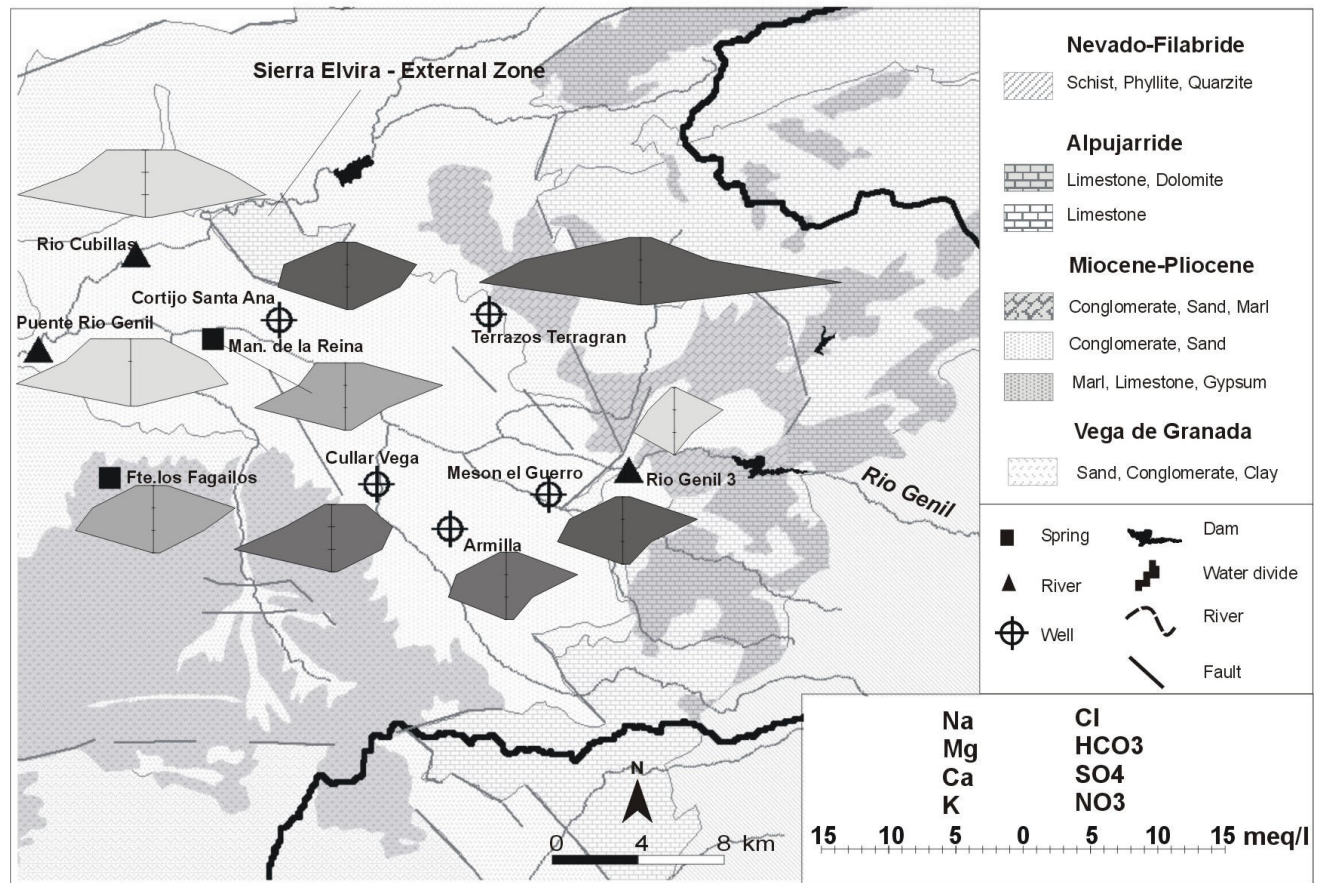 Sierra Elvira - External Zone
Rio Cubillas
Cortijo Santa Ana
Puente Rio Genil
Man. de la Reina
Terrazos Terragran
Cullar Vega
Meson el Guerro
Fte.los Fagailos
Rio Genil 3
Rio Genil
Armilla
N
0 4 8 km
Nevado-Filabride
Schist, Phyllite, Quarzite
Alpujarride
Limestone, Dolomite
Limestone
Miocene-Pliocene
Conglomerate, Sand, Marl
Conglomerate, Sand
Marl, Limestone, Gypsum
Vega de Granada
Sand, Conglomerate, Clay
Spring
Dam
River
Water divide
Well
River
Fault
Na Cl
Mg HCO3
Ca SO4
K NO3
15 10 5 0 5 10 15 meq/l